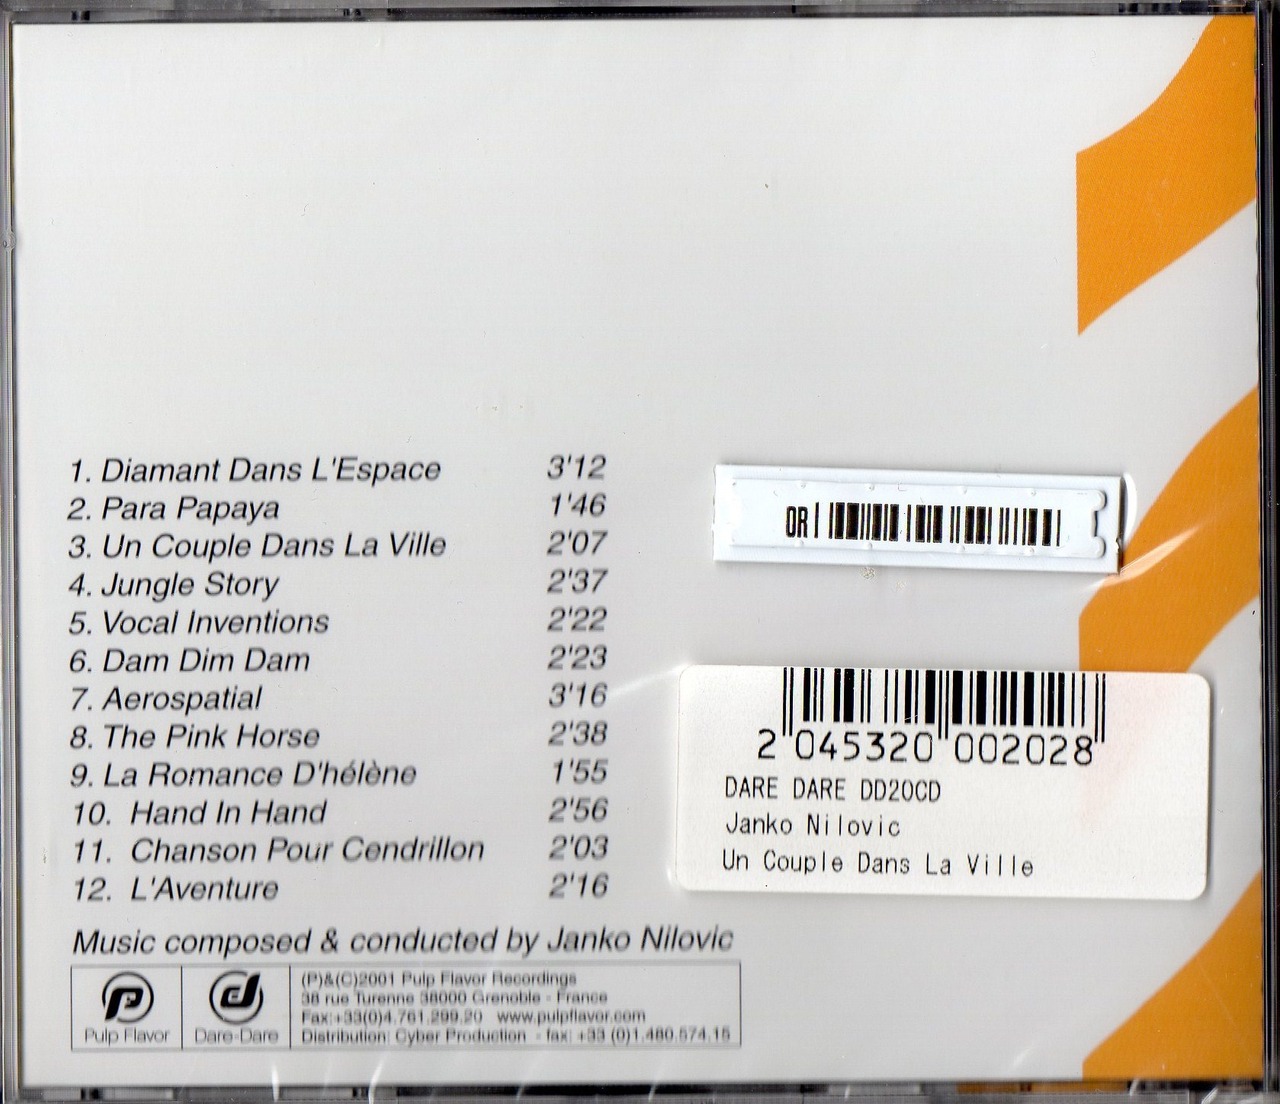 1. Diamant Dans L'Espace 3'12
2. Para Papaya 1'46
3. Un Couple Dans La Ville 2'07
4. Jungle Story 2'37
5. Vocal Inventions 2'22
6. Dam Dim Dam 2'23
7. Aerospatial 3'16
8. The Pink Horse 2'38
9. La Romance D'hélène 1'55
10. Hand In Hand 2'56
11. Chanson Pour Cendrillon 2'03
12. L'Aventure 2'16
Music composed & conducted by Janko Nilovic
Pulp Flavor
Dare-Dare
(P)&(C)2001 Pulp Flavor Recordings
38 rue Turenne 38000 Grenoble - France
Fax:+33(0)4.761.299.20 www.pulpflavor.com
Distribution: Cyber Production - fax: +33 (0)1.480.574.15
OR
2 045320 002028
DARE DARE DD20CD
Janko Nilovic
Un Couple Dans La Ville